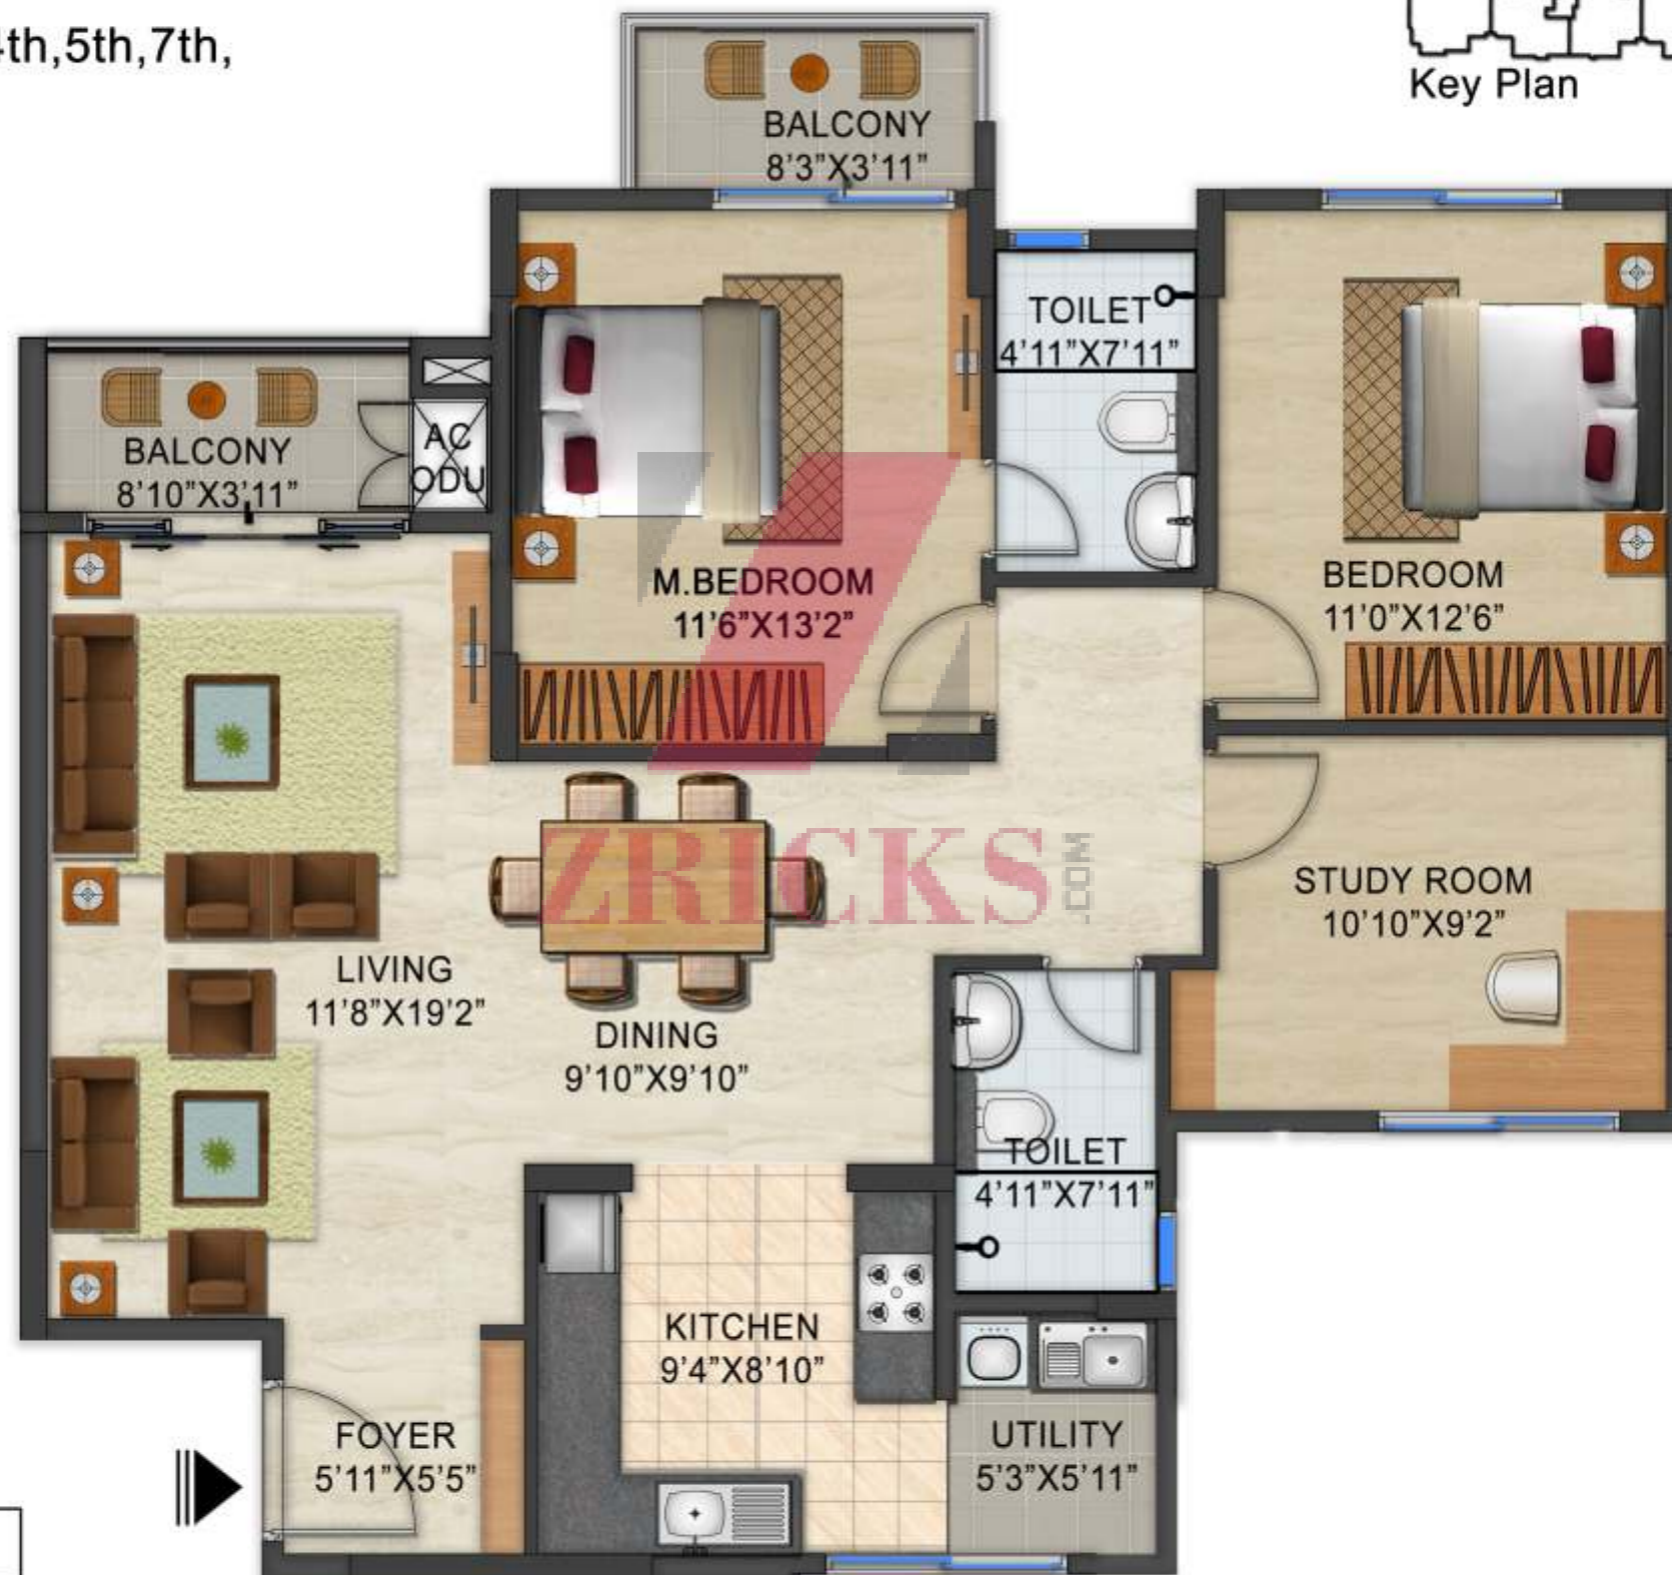 4th,5th,7th,
Key Plan
BALCONY
8'3"X3'11"
TOILET
4'11"X7'11"
BALCONY
8'10"X3'11"
AC
ODU
M.BEDROOM
11'6"X13'2"
BEDROOM
11'0"X12'6"
ZRICKS
.COM
STUDY ROOM
10'10"X9'2"
LIVING
11'8"X19'2"
DINING
9'10"X9'10"
TOILET
4'11"X7'11"
KITCHEN
9'4"X8'10"
FOYER
5'11"X5'5"
UTILITY
5'3"X5'11"